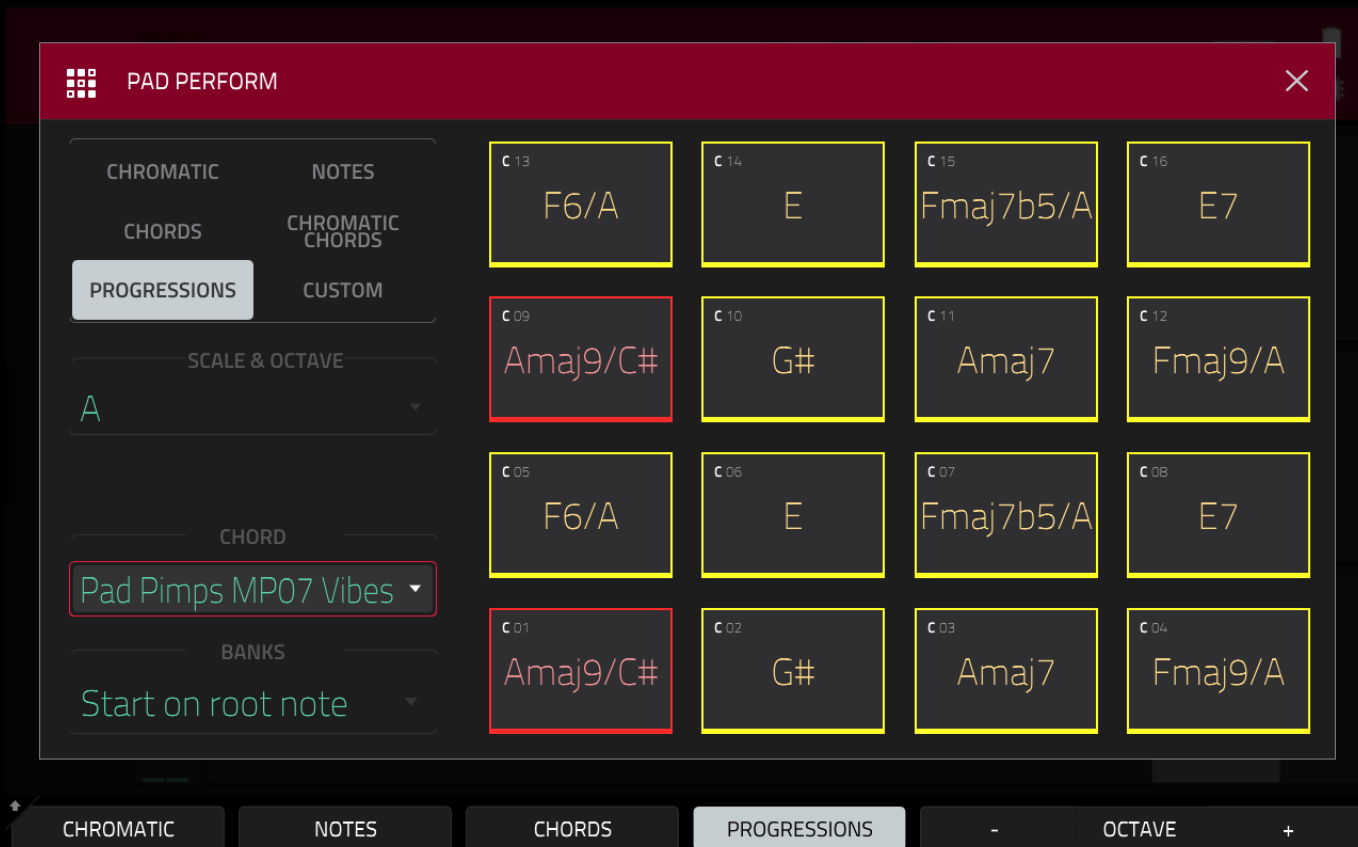 PAD PERFORM
CHROMATIC NOTES
CHORDS CHROMATIC
CHORDS
PROGRESSIONS CUSTOM
SCALE & OCTAVE
A
CHORD
Pad Pimps MP07 Vibes
BANKS
Start on root note
C 13 C 14 C 15 C 16
F6/A E Fmaj7b5/A E7
C 09 C 10 C 11 C 12
Amaj9/C# G# Amaj7 Fmaj9/A
C 05 C 06 C 07 C 08
F6/A E Fmaj7b5/A E7
C 01 C 02 C 03 C 04
Amaj9/C# G# Amaj7 Fmaj9/A
CHROMATIC NOTES CHORDS PROGRESSIONS - OCTAVE +